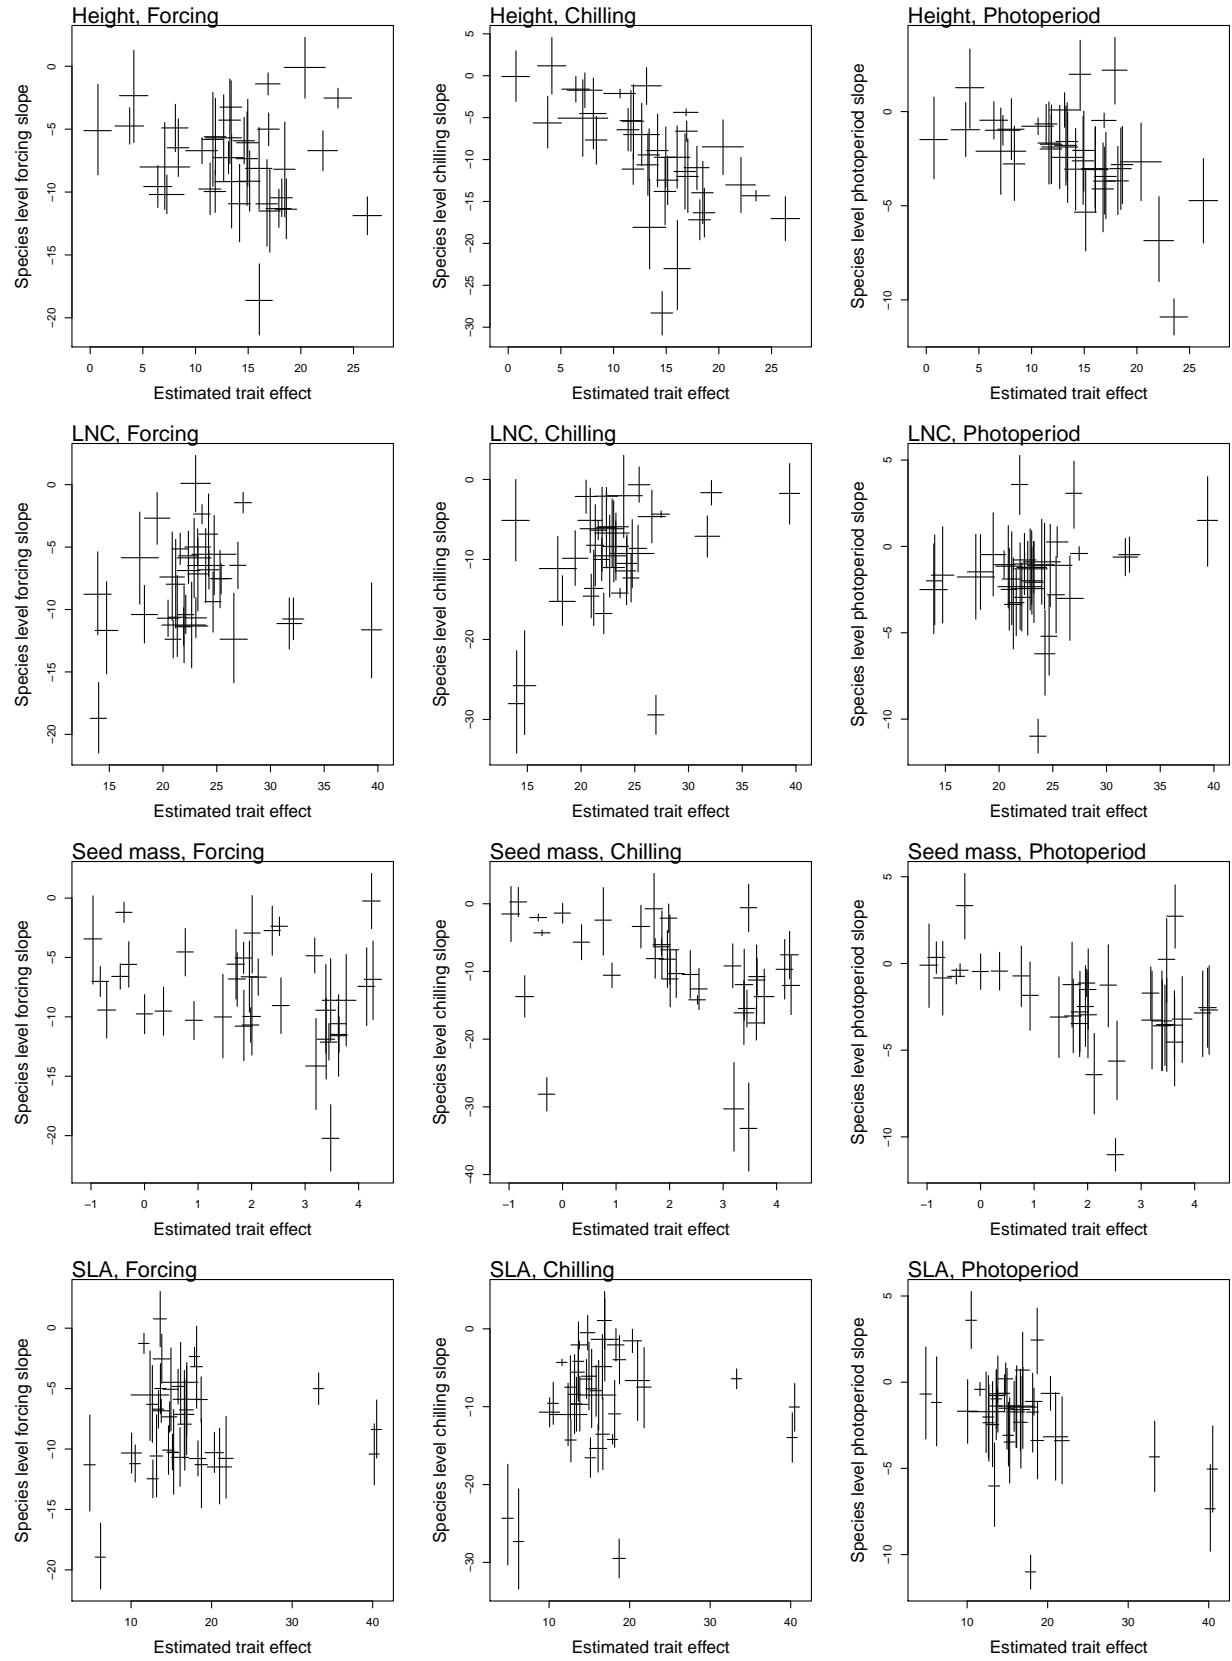 Height, Forcing
Species level forcing slope
0
−5
−10
−15
−20
0 5 10 15 20 25
Estimated trait effect
Height, Chilling
Species level chilling slope
5
0
−5
−10
−15
−20
−25
−30
0 5 10 15 20 25
Estimated trait effect
Height, Photoperiod
Species level photoperiod slope
0
−5
−10
0 5 10 15 20 25
Estimated trait effect
LNC, Forcing
Species level forcing slope
0
−5
−10
−15
−20
15 20 25 30 35 40
Estimated trait effect
LNC, Chilling
Species level chilling slope
0
−10
−20
−30
15 20 25 30 35 40
Estimated trait effect
LNC, Photoperiod
Species level photoperiod slope
5
0
−5
−10
15 20 25 30 35 40
Estimated trait effect
Seed mass, Forcing
Species level forcing slope
0
−5
−10
−15
−20
−1 0 1 2 3 4
Estimated trait effect
Seed mass, Chilling
Species level chilling slope
0
−10
−20
−30
−40
−1 0 1 2 3 4
Estimated trait effect
Seed mass, Photoperiod
Species level photoperiod slope
5
0
−5
−10
−1 0 1 2 3 4
Estimated trait effect
SLA, Forcing
Species level forcing slope
0
−5
−10
−15
−20
10 20 30 40
Estimated trait effect
SLA, Chilling
Species level chilling slope
0
−10
−20
−30
10 20 30 40
Estimated trait effect
SLA, Photoperiod
Species level photoperiod slope
5
0
−5
−10
10 20 30 40
Estimated trait effect